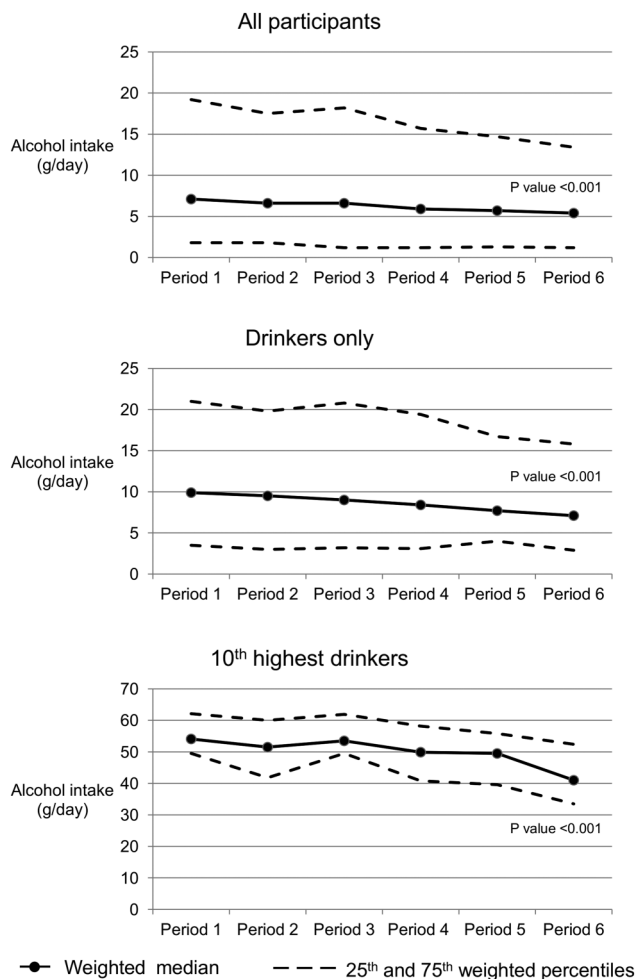 All participants
25
20
15
10
5
0
Alcohol intake
(g/day)
P value <0.001
Period 1 Period 2 Period 3 Period 4 Period 5 Period 6
Drinkers only
25
20
15
10
5
0
Alcohol intake
(g/day)
P value <0.001
Period 1 Period 2 Period 3 Period 4 Period 5 Period 6
10th highest drinkers
70
60
50
40
30
20
10
0
Alcohol intake
(g/day)
P value <0.001
Period 1 Period 2 Period 3 Period 4 Period 5 Period 6
Weighted median 25th and 75th weighted percentiles